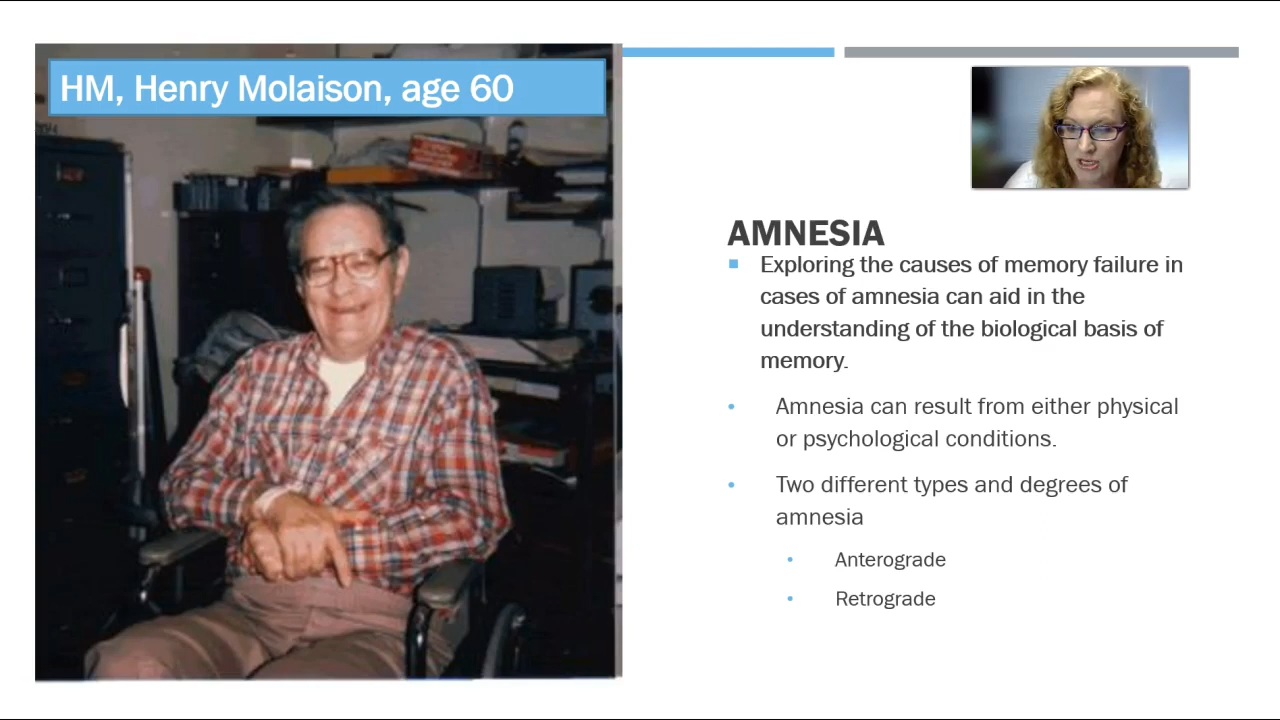 HM, Henry Molaison, age 60
AMNESIA
Exploring the causes of memory failure in
cases of amnesia can aid in the
understanding of the biological basis of
memory.
Amnesia can result from either physical
or psychological conditions.
Two different types and degrees of
amnesia
Anterograde
Retrograde